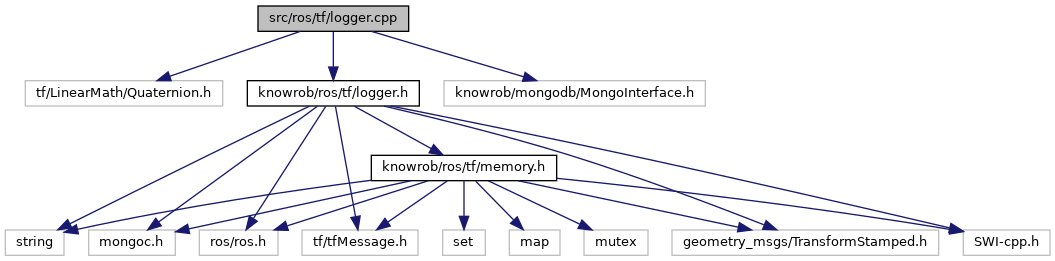 src/ros/tf/logger.cpp
tf/LinearMath/Quaternion.h
knowrob/ros/tf/logger.h
knowrob/mongodb/MongoInterface.h
knowrob/ros/tf/memory.h
string
mongoc.h
ros/ros.h
tf/tfMessage.h
set
map
mutex
geometry_msgs/TransformStamped.h
SWI-cpp.h